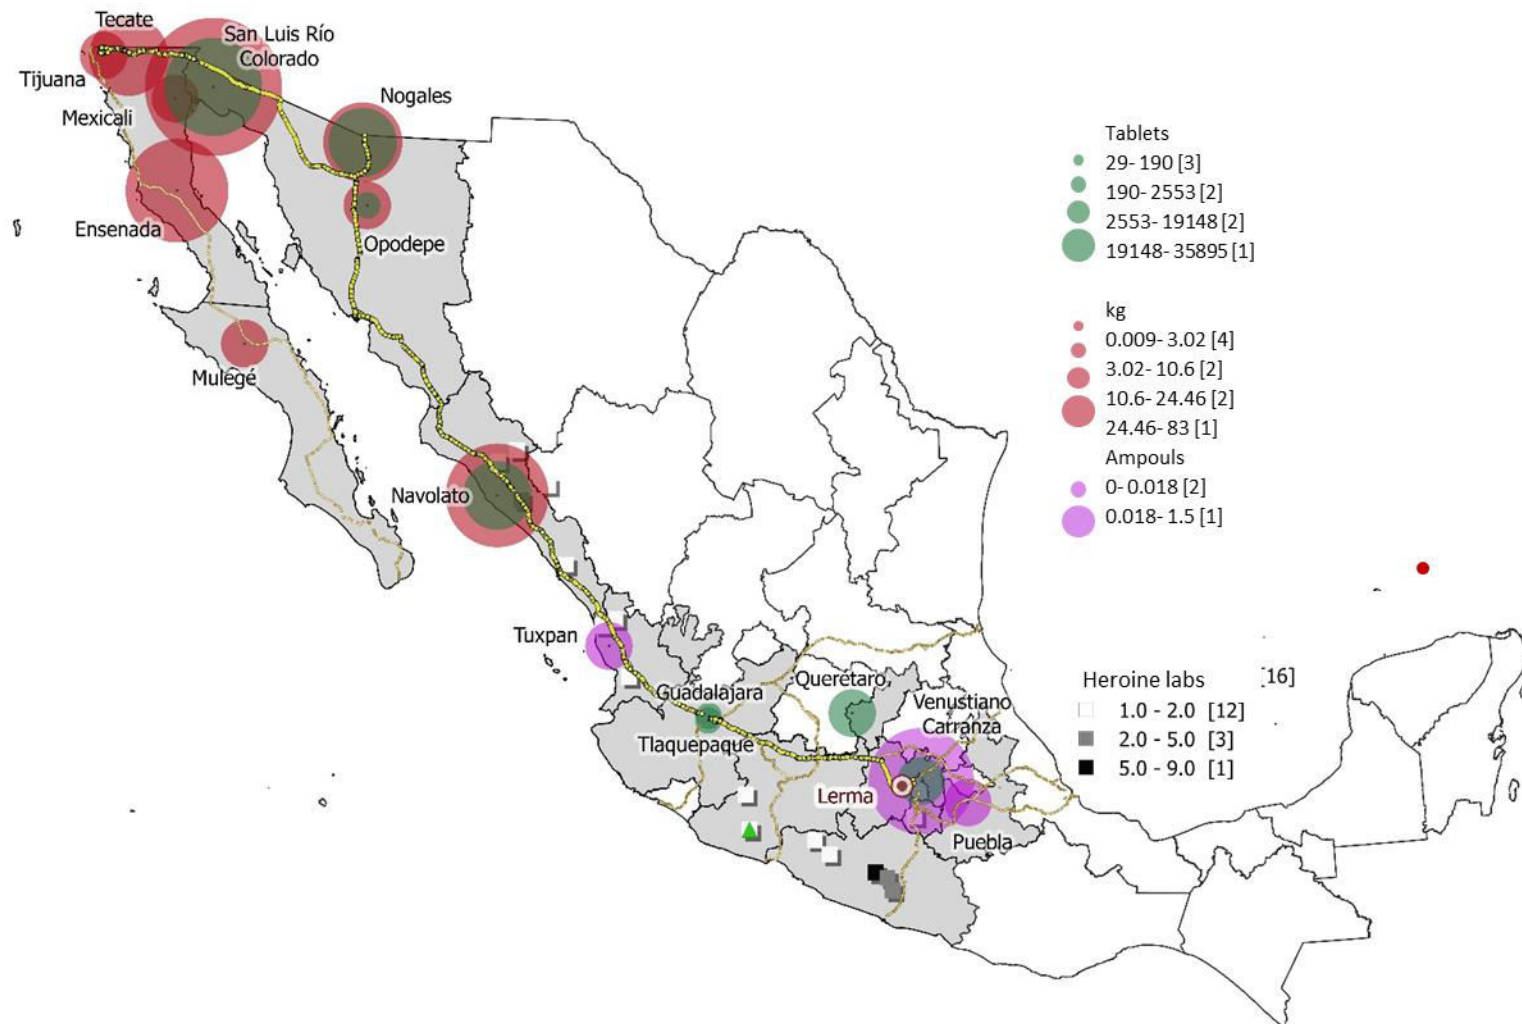 Tecate
San Luis Río
Colorado
Tijuana
Nogales
Mexicali
Ensenada
Opodepe
Mulegé
Navolato
Tuxpan
Guadalajara
Querétaro
Venustiano
Carranza
Tlaquepaque
Lerma
Puebla
Tablets
29- 190 [3]
190- 2553 [2]
2553- 19148 [2]
19148- 35895 [1]
kg
0.009- 3.02 [4]
3.02- 10.6 [2]
10.6- 24.46 [2]
24.46- 83 [1]
Ampouls
0- 0.018 [2]
0.018- 1.5 [1]
Heroine labs
16]
1.0 - 2.0 [12]
2.0 - 5.0 [3]
5.0 - 9.0 [1]